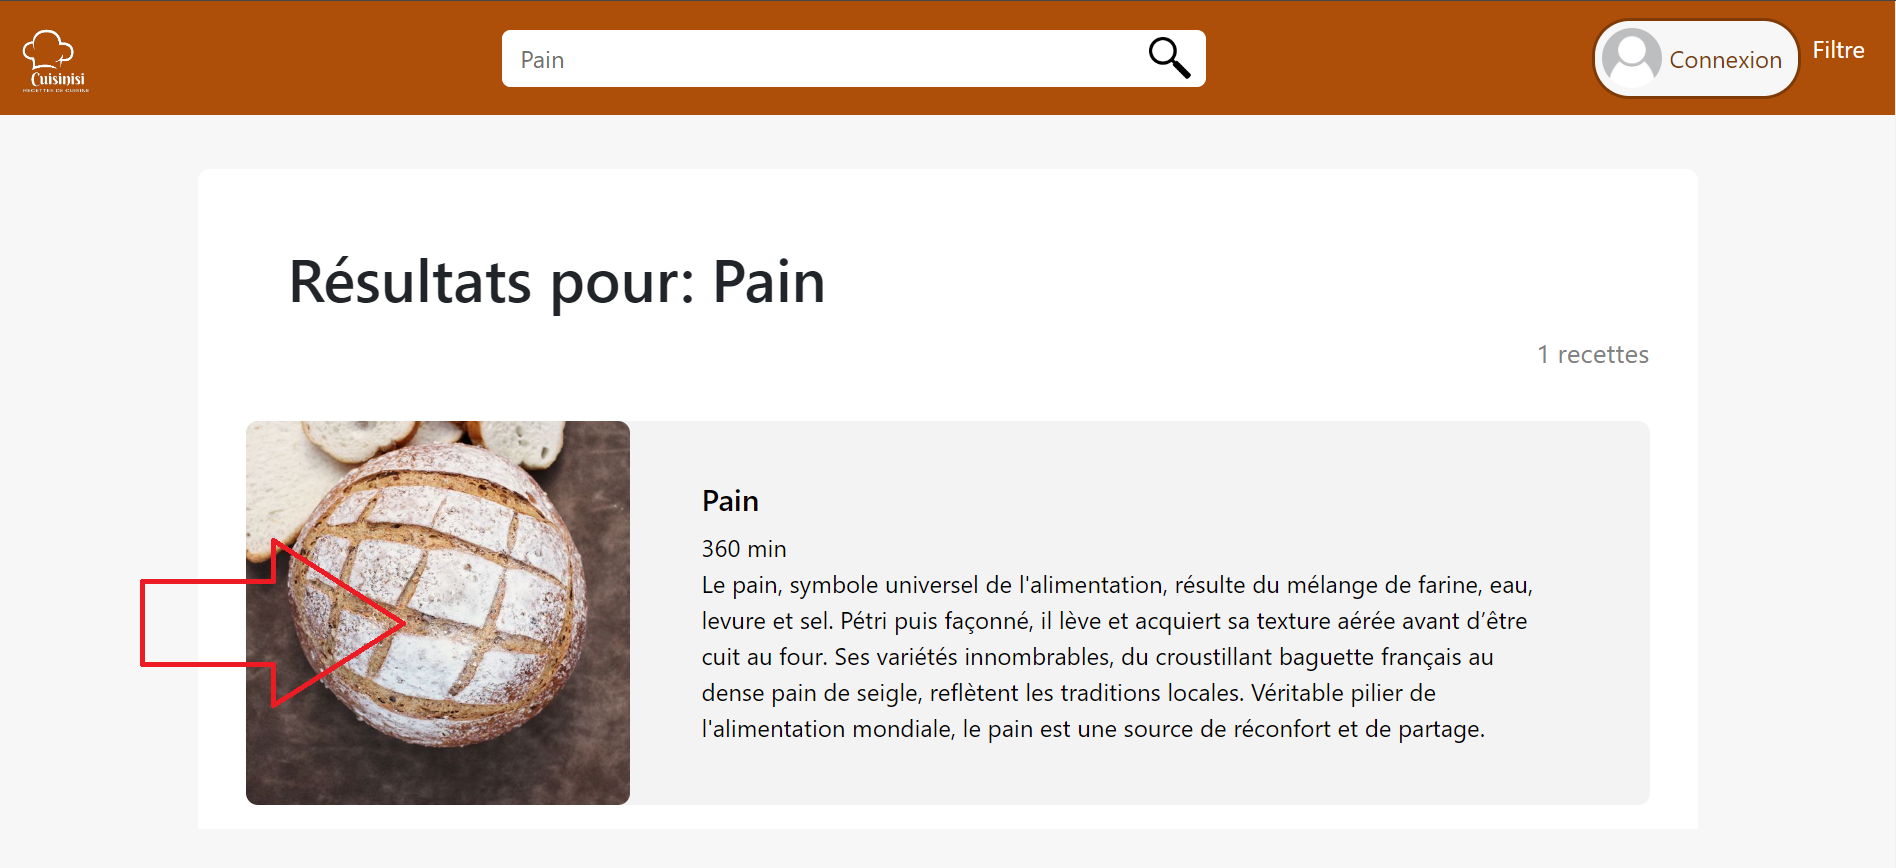 Cuisinisi
RECETTES DE CUISINE
Pain
Connexion
Filtre
Résultats pour: Pain
1 recettes
Pain
360 min
Le pain, symbole universel de l'alimentation, résulte du mélange de farine, eau,
levure et sel. Pétri puis façonné, il lève et acquiert sa texture aérée avant d’être
cuit au four. Ses variétés innombrables, du croustillant baguette français au
dense pain de seigle, reflètent les traditions locales. Véritable pilier de
l'alimentation mondiale, le pain est une source de réconfort et de partage.